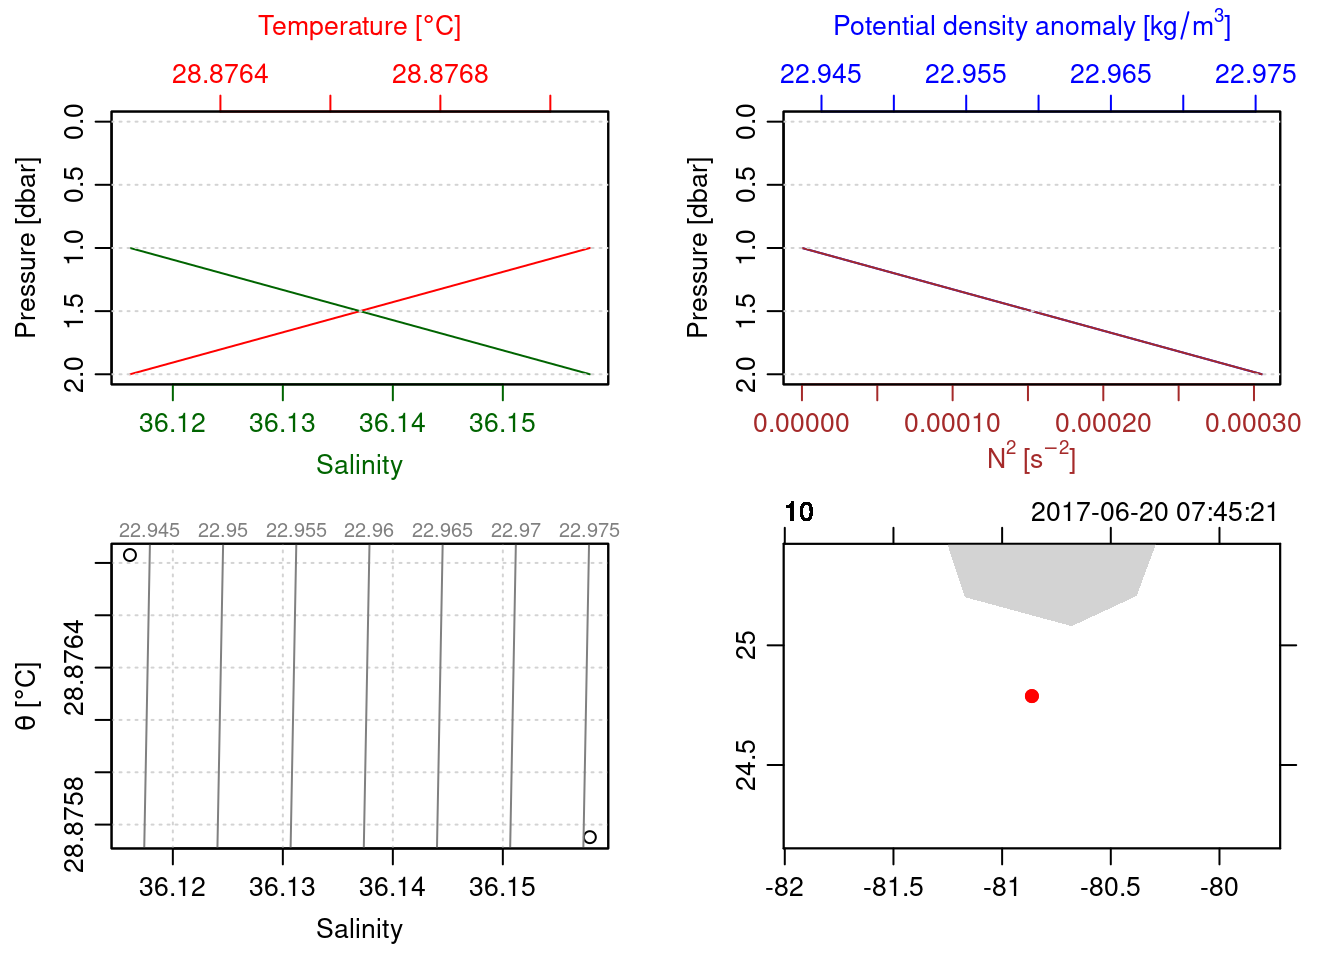 Temperature [°C]
28.8764 28.8768
0.0
0.5
1.0
1.5
2.0
Pressure [dbar]
36.12 36.13 36.14 36.15
Salinity
Potential density anomaly [kg/m³]
22.945 22.955 22.965 22.975
0.0
0.5
1.0
1.5
2.0
Pressure [dbar]
0.00000 0.00010 0.00020 0.00030
N² [s⁻²]
22.945 22.95 22.955 22.96 22.965 22.97 22.975
28.8764
28.8758
θ [°C]
36.12 36.13 36.14 36.15
Salinity
10 2017-06-20 07:45:21
25
24.5
-82 -81.5 -81 -80.5 -80